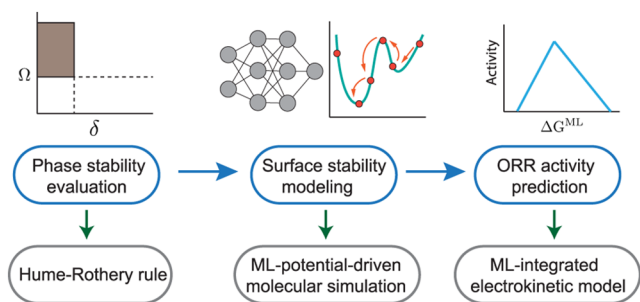 Ω
δ
Activity
ΔG^ML
Phase stability
evaluation
Surface stability
modeling
ORR activity
prediction
Hume-Rothery rule
ML-potential-driven
molecular simulation
ML-integrated
electrokinetic model